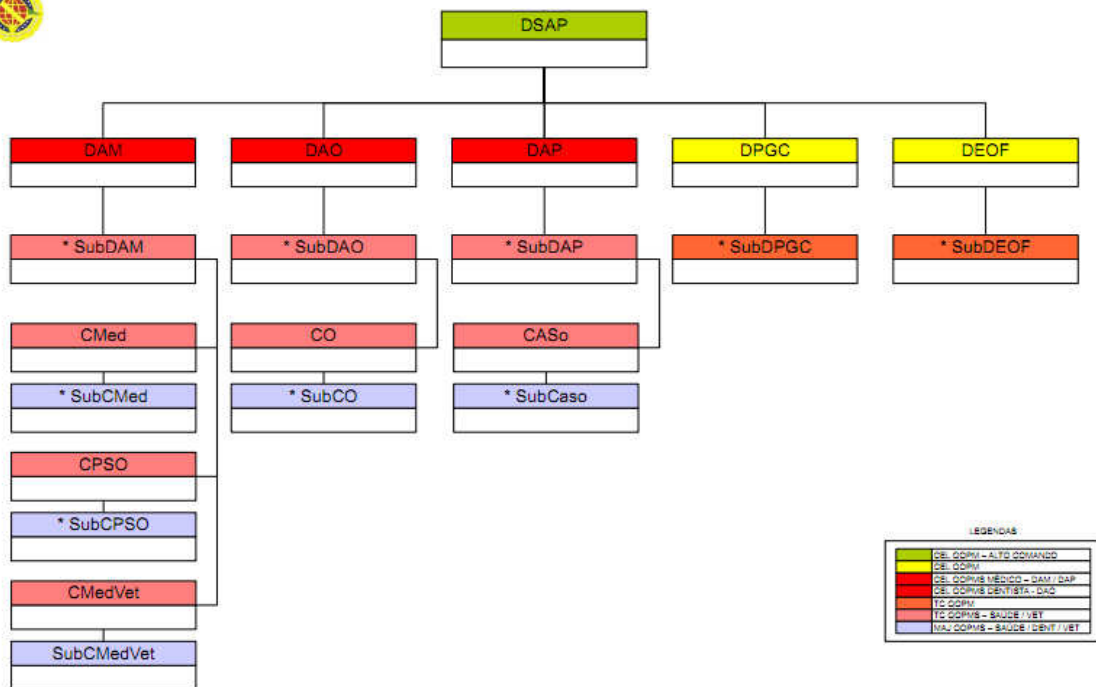 DSAP
DAM
DAO
DAP
DPGC
DEOF
* SubDAM
* SubDAO
* SubDAP
* SubDPGC
* SubDEOF
CMed
CO
CASo
* SubCMed
* SubCO
* SubCaso
CPSO
* SubCPSO
CMedVet
SubCMedVet
LEGENDAS
CEL QOPM – ALTO COMANDO
CEL QOPM
CEL QOPMS MÉDICO – DAM / DAP
CEL QOPMS DENTISTA - DAO
TC QOPM
TC QOPMS – SAÚDE / VET
MAJ QOPMS – SAÚDE / DENT / VET